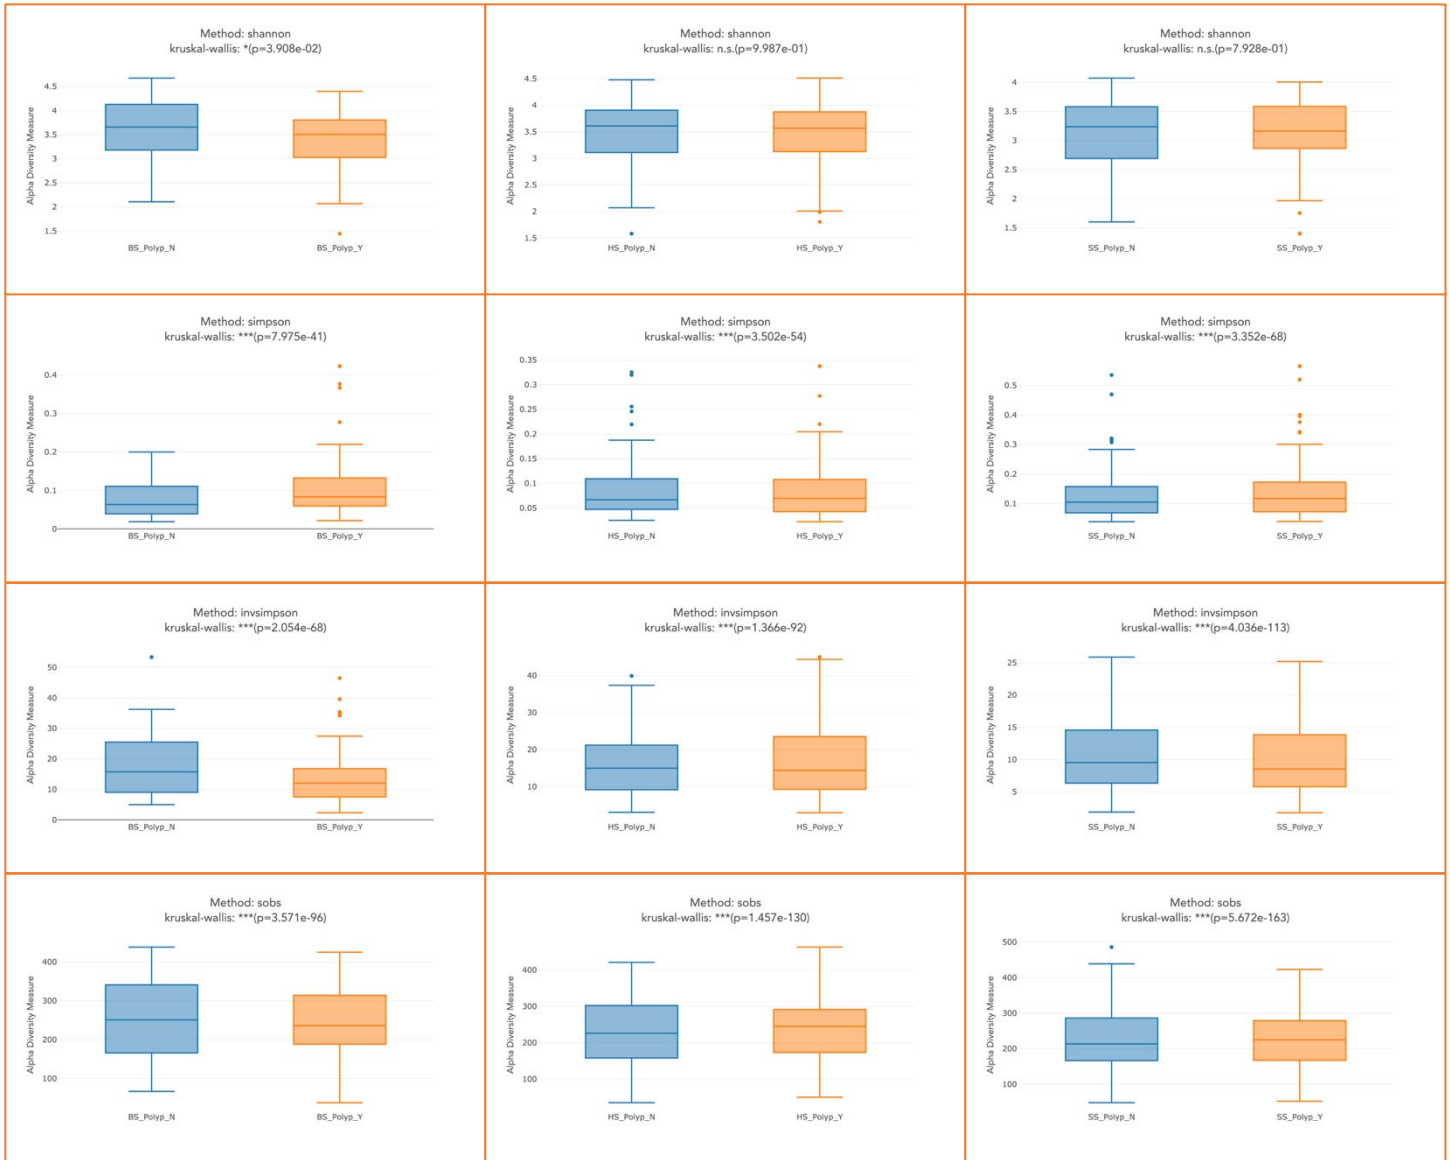 Method: shannon
kruskal-wallis: *(p=3.908e-02)
Alpha Diversity Measure
4.5
4
3.5
3
2.5
2
1.5
BS_Polyp_N
BS_Polyp_Y
Method: shannon
kruskal-wallis: n.s.(p=9.987e-01)
Alpha Diversity Measure
4.5
4
3.5
3
2.5
2
1.5
HS_Polyp_N
HS_Polyp_Y
Method: shannon
kruskal-wallis: n.s.(p=7.928e-01)
Alpha Diversity Measure
4
3.5
3
2.5
2
1.5
SS_Polyp_N
SS_Polyp_Y
Method: simpson
kruskal-wallis: ***(p=7.975e-41)
Alpha Diversity Measure
0.4
0.3
0.2
0.1
0
BS_Polyp_N
BS_Polyp_Y
Method: simpson
kruskal-wallis: ***(p=3.502e-54)
Alpha Diversity Measure
0.35
0.3
0.25
0.2
0.15
0.1
0.05
HS_Polyp_N
HS_Polyp_Y
Method: simpson
kruskal-wallis: ***(p=3.352e-68)
Alpha Diversity Measure
0.5
0.4
0.3
0.2
0.1
SS_Polyp_N
SS_Polyp_Y
Method: invsimpson
kruskal-wallis: ***(p=2.054e-68)
Alpha Diversity Measure
50
40
30
20
10
0
BS_Polyp_N
BS_Polyp_Y
Method: invsimpson
kruskal-wallis: ***(p=1.366e-92)
Alpha Diversity Measure
40
30
20
10
HS_Polyp_N
HS_Polyp_Y
Method: invsimpson
kruskal-wallis: ***(p=4.036e-113)
Alpha Diversity Measure
25
20
15
10
5
SS_Polyp_N
SS_Polyp_Y
Method: sobs
kruskal-wallis: ***(p=3.571e-96)
Alpha Diversity Measure
400
300
200
100
BS_Polyp_N
BS_Polyp_Y
Method: sobs
kruskal-wallis: ***(p=1.457e-130)
Alpha Diversity Measure
400
300
200
100
HS_Polyp_N
HS_Polyp_Y
Method: sobs
kruskal-wallis: ***(p=5.672e-163)
Alpha Diversity Measure
500
400
300
200
100
SS_Polyp_N
SS_Polyp_Y